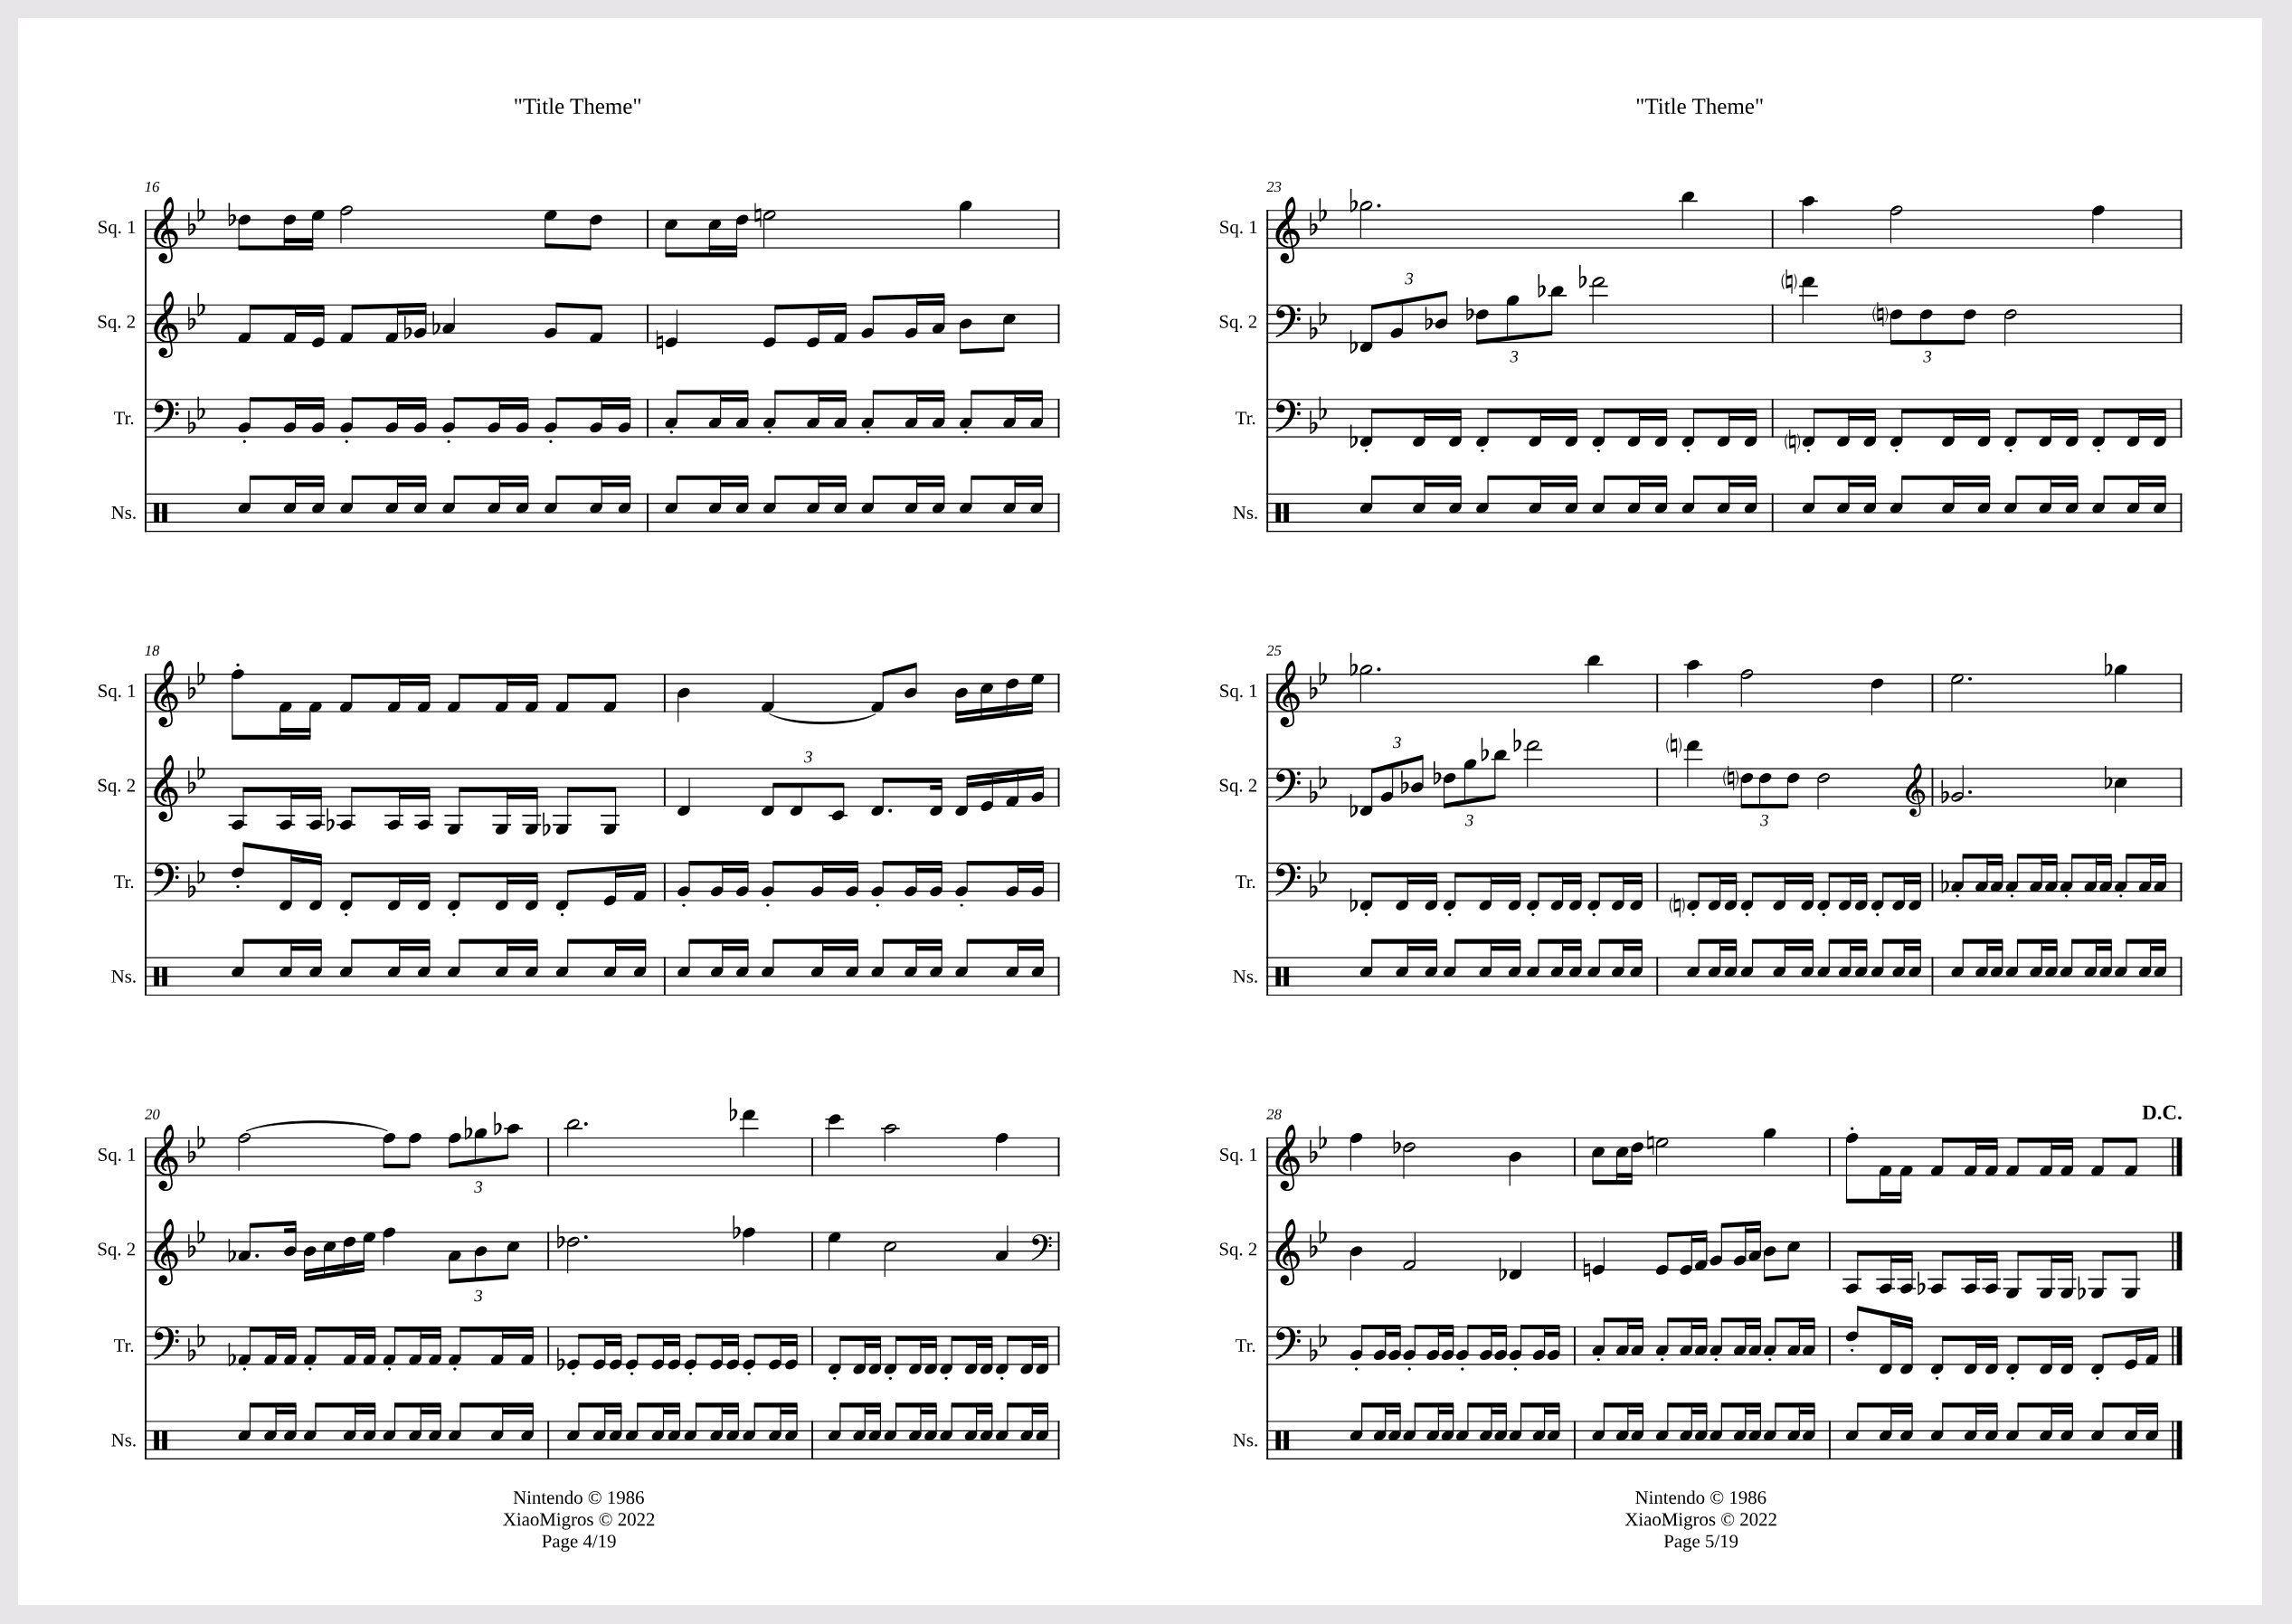 "Title Theme"
16
Sq. 1
Sq. 2
Tr.
Ns.
18
Sq. 1
3
Sq. 2
Tr.
Ns.
20
Sq. 1
3
Sq. 2
3
Tr.
Ns.
Nintendo © 1986
XiaoMigros © 2022
Page 4/19
"Title Theme"
23
Sq. 1
3
Sq. 2
3
3
Tr.
Ns.
25
Sq. 1
3
Sq. 2
3
3
Tr.
Ns.
28
D.C.
Sq. 1
Sq. 2
Tr.
Ns.
Nintendo © 1986
XiaoMigros © 2022
Page 5/19